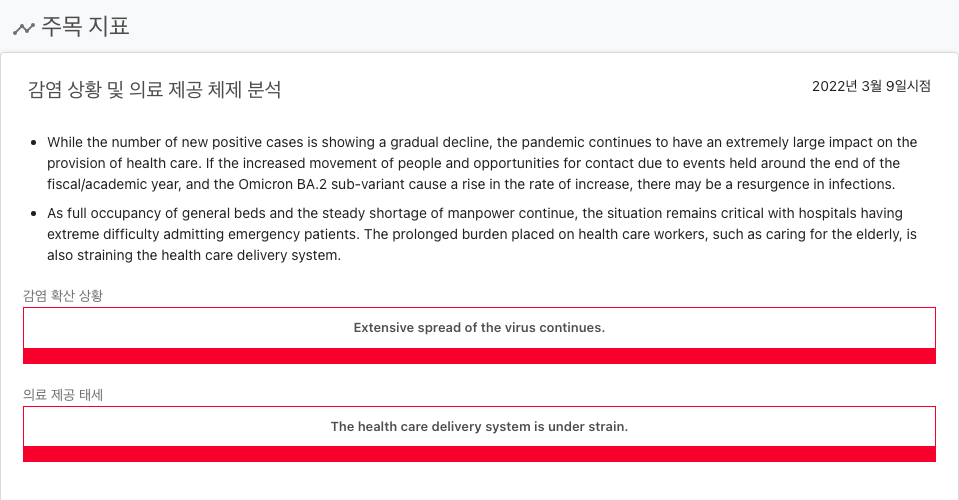 주목 지표
감염 상황 및 의료 제공 체제 분석
2022년 3월 9일시점
While the number of new positive cases is showing a gradual decline, the pandemic continues to have an extremely large impact on the
provision of health care. If the increased movement of people and opportunities for contact due to events held around the end of the
fiscal/academic year, and the Omicron BA.2 sub-variant cause a rise in the rate of increase, there may be a resurgence in infections.
As full occupancy of general beds and the steady shortage of manpower continue, the situation remains critical with hospitals having
extreme difficulty admitting emergency patients. The prolonged burden placed on health care workers, such as caring for the elderly, is
also straining the health care delivery system.
감염 확산 상황
Extensive spread of the virus continues.
의료 제공 태세
The health care delivery system is under strain.